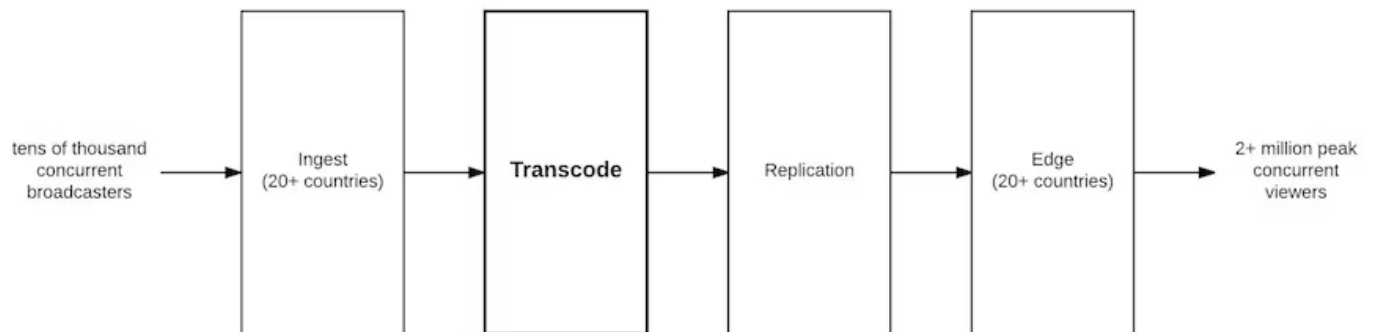 tens of thousand
concurrent
broadcasters
Ingest
(20+ countries)
Transcode
Replication
Edge
(20+ countries)
2+ million peak
concurrent
viewers